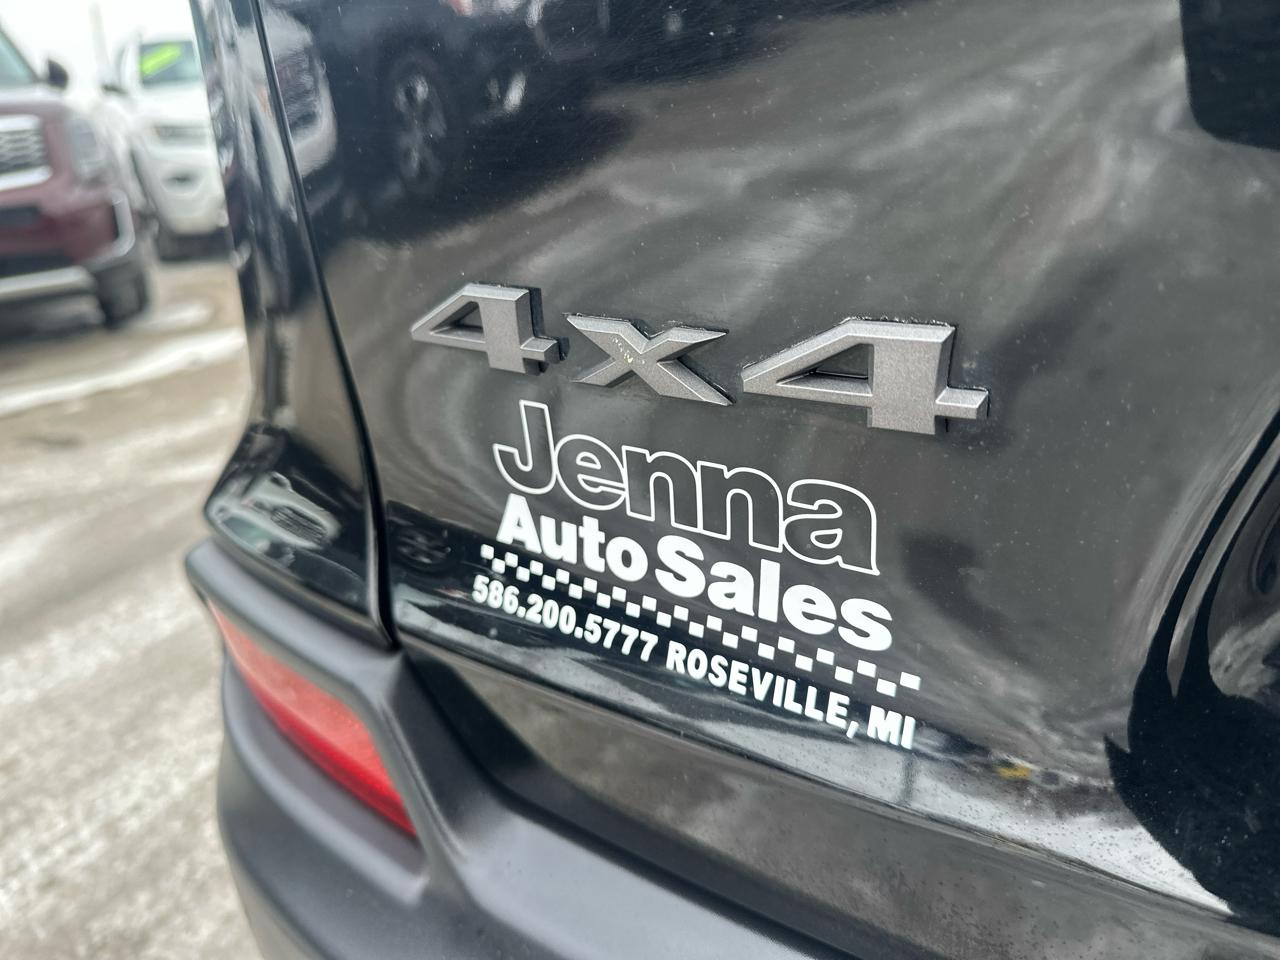 4x4
Jenna
Auto Sales
586.200.5777 ROSEVILLE, MI